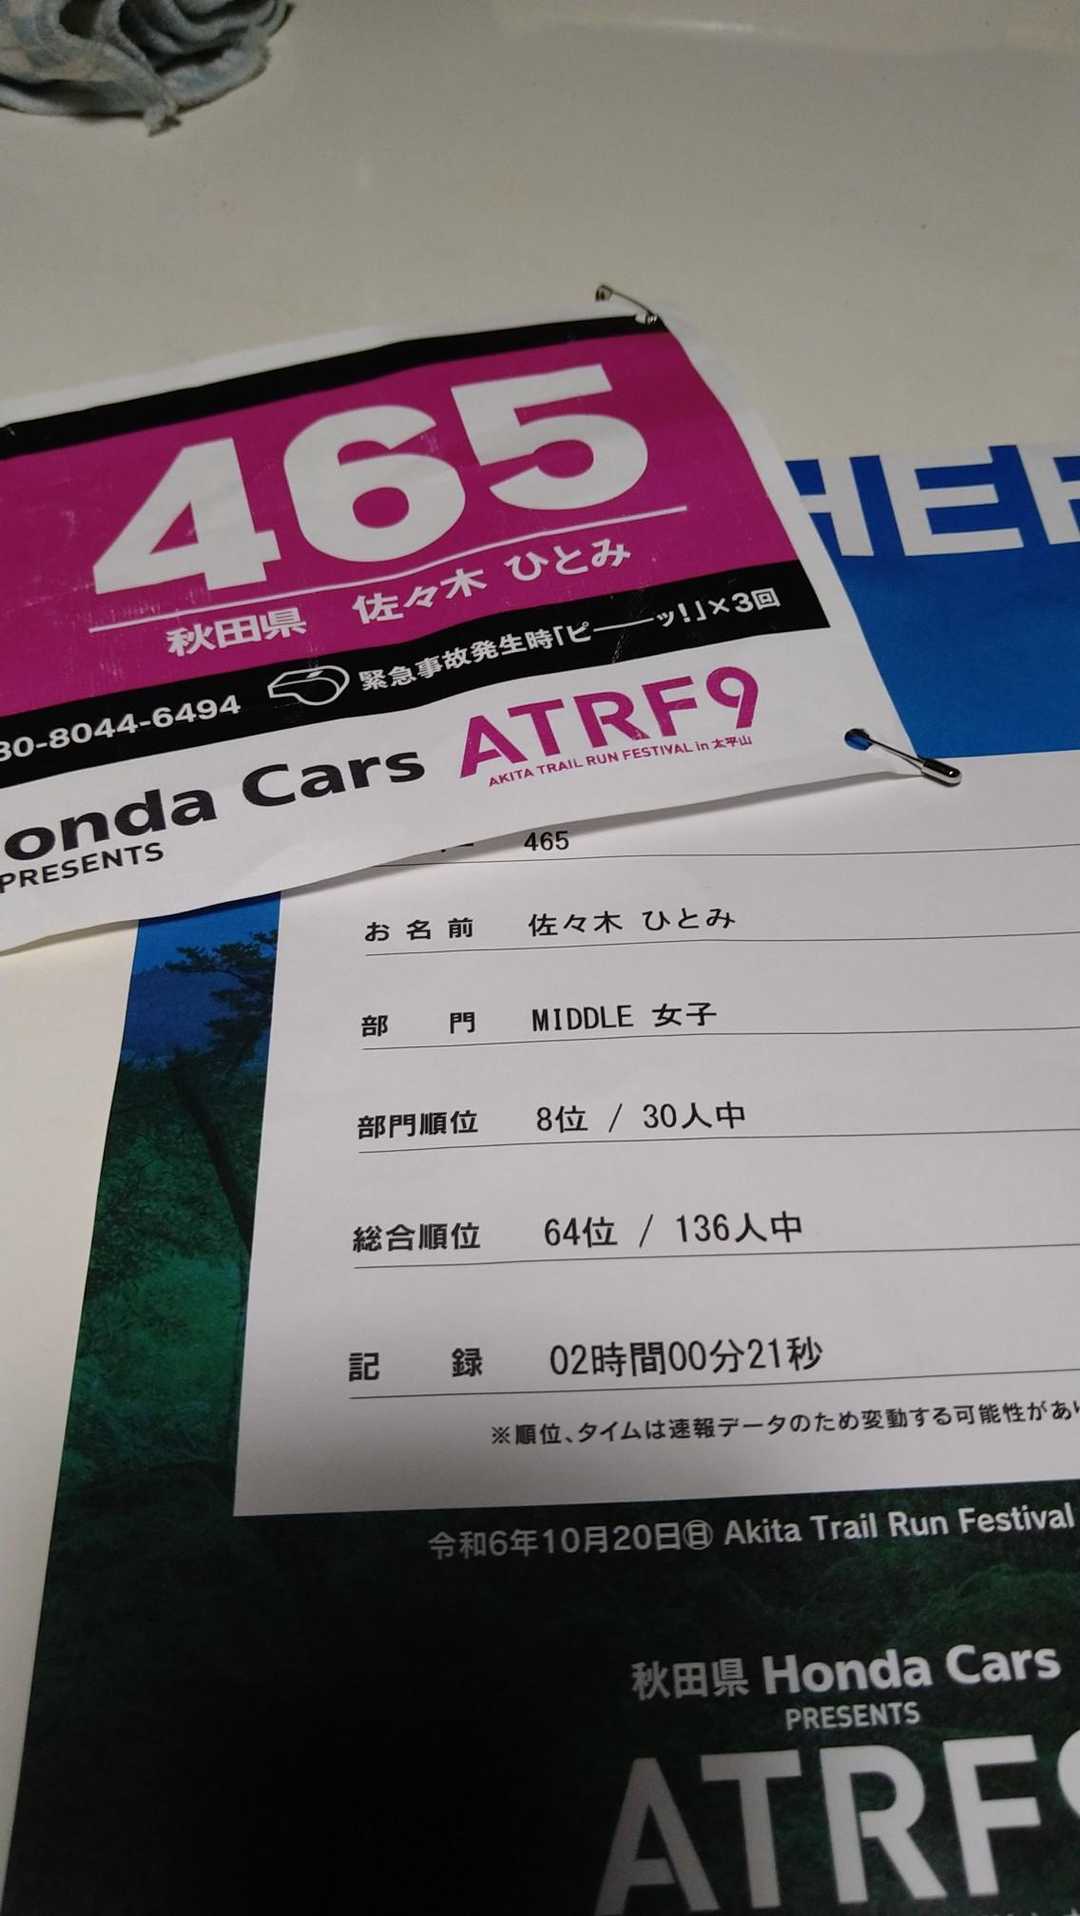 465
秋田県 佐々木 ひとみ
80-8044-6494 緊急事故発生時「ピ――ッ!」×3回
onda Cars ATRF9
PRESENTS AKITA TRAIL RUN FESTIVAL in 太平山
465
お名前 佐々木 ひとみ
部門 MIDDLE 女子
部門順位 8位 / 30人中
総合順位 64位 / 136人中
記録 02時間00分21秒
※順位、タイムは速報データのため変動する可能性があ
令和6年10月20日㊐ Akita Trail Run Festival
秋田県 Honda Cars
PRESENTS
ATRF9